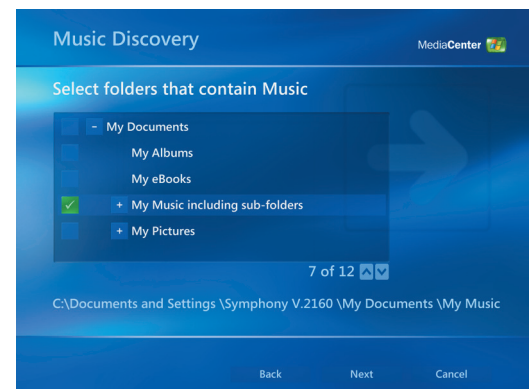 Music Discovery
MediaCenter
Select folders that contain Music
- My Documents
My Albums
My eBooks
+ My Music including sub-folders
+ My Pictures
7 of 12
C:\Documents and Settings \Symphony V.2160 \My Documents \My Music
Back Next Cancel